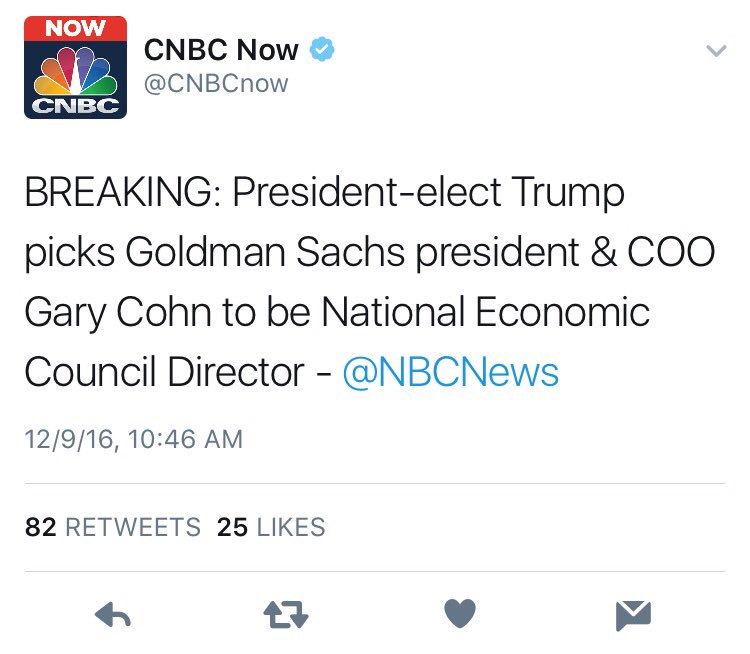 NOW
CNBC
CNBC Now
@CNBCnow
BREAKING: President-elect Trump
picks Goldman Sachs president & COO
Gary Cohn to be National Economic
Council Director - @NBCNews
12/9/16, 10:46 AM
82 RETWEETS 25 LIKES